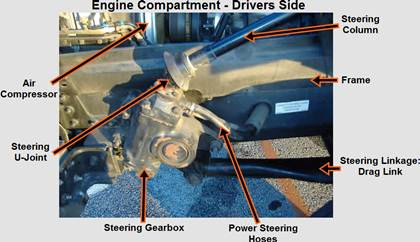 Engine Compartment - Drivers Side
Steering
Column
Air
Compressor
Frame
Steering
U-Joint
Steering Linkage:
Drag Link
Steering Gearbox
Power Steering
Hoses